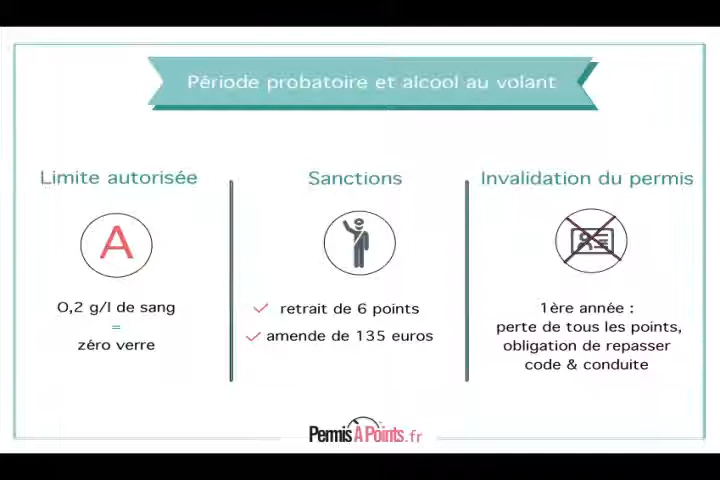 Période probatoire et alcool au volant
Limite autorisée
A
0,2 g/l de sang
=
zéro verre
Sanctions
retrait de 6 points
amende de 135 euros
Invalidation du permis
1ère année :
perte de tous les points,
obligation de repasser
code & conduite
Permis À Points.fr